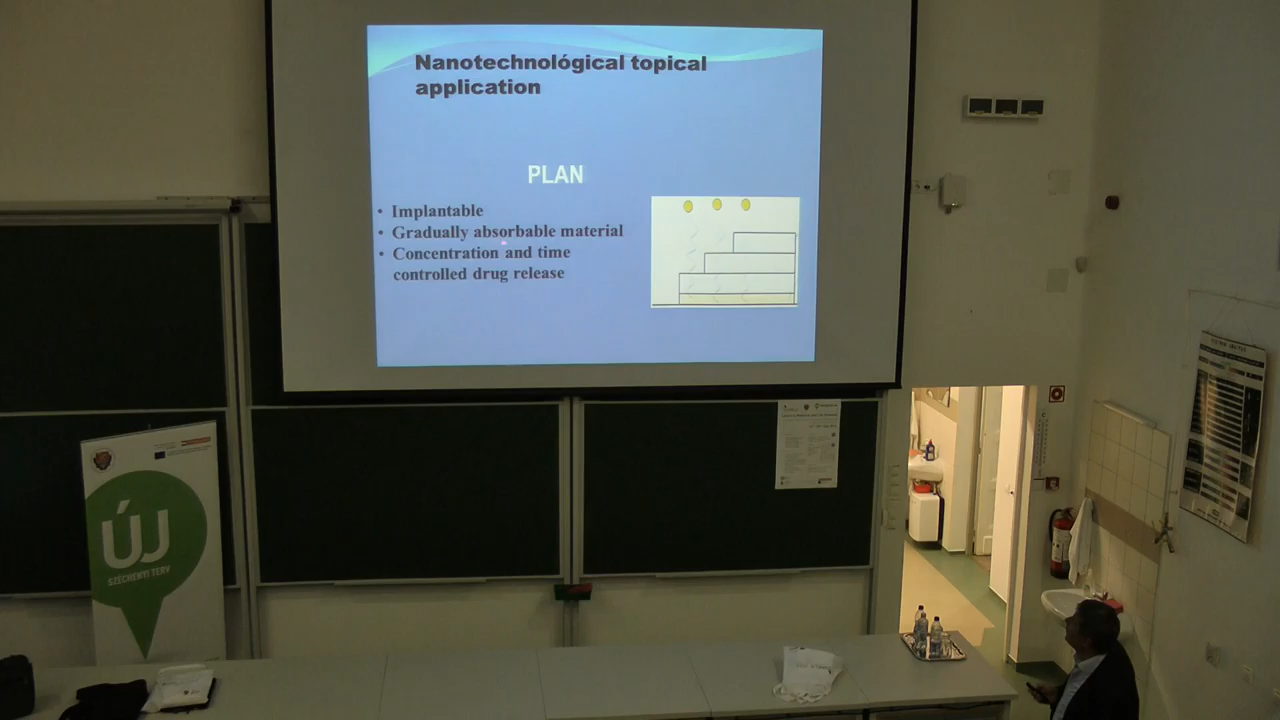 Nanotechnológical topical
application
PLAN
• Implantable
• Gradually absorbable material
• Concentration and time
controlled drug release
ÚJ
SZÉCHENYI TERV